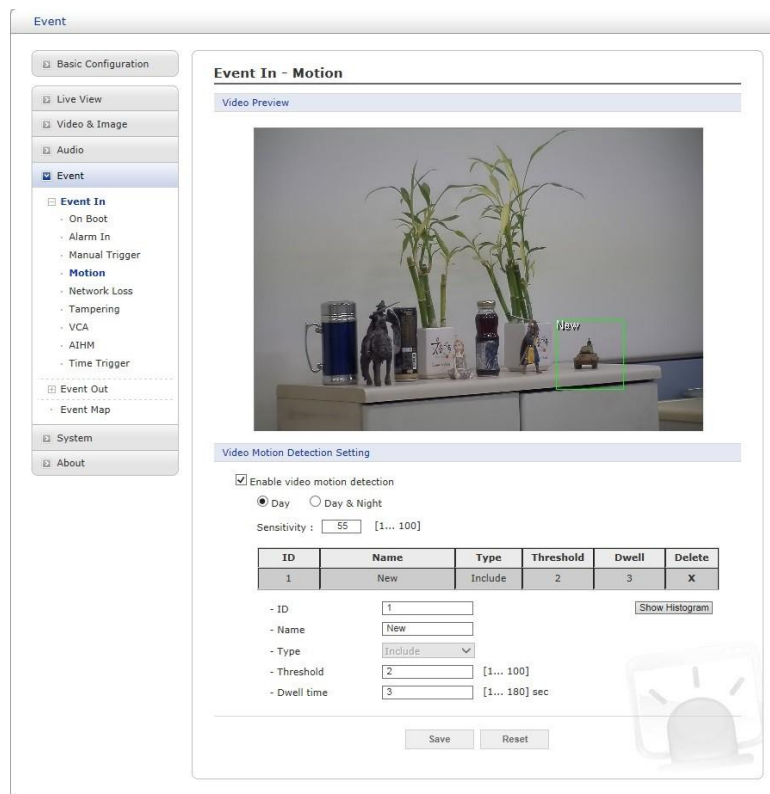 Event
Basic Configuration
Live View
Video & Image
Audio
Event
Event In
On Boot
Alarm In
Manual Trigger
Motion
Network Loss
Tampering
VCA
AIHM
Time Trigger
Event Out
Event Map
System
About
Event In - Motion
Video Preview
New
Video Motion Detection Setting
Enable video motion detection
Day Day & Night
Sensitivity : 55 [1... 100]
ID Name Type Threshold Dwell Delete
1 New Include 2 3 X
- ID 1 Show Histogram
- Name New
- Type Include
- Threshold 2 [1... 100]
- Dwell time 3 [1... 180] sec
Save Reset